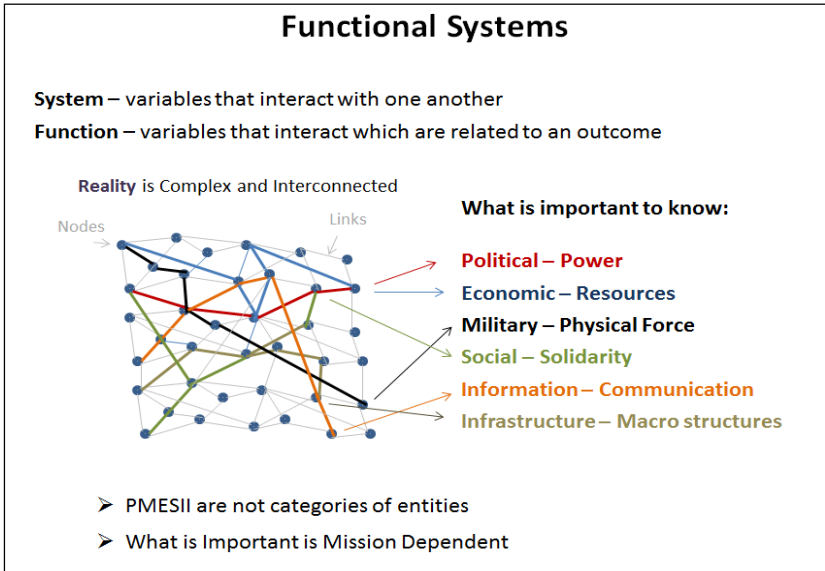 Functional Systems
System – variables that interact with one another
Function – variables that interact which are related to an outcome
Reality is Complex and Interconnected
Nodes
Links
What is important to know:
Political – Power
Economic – Resources
Military – Physical Force
Social – Solidarity
Information – Communication
Infrastructure – Macro structures
➢ PMESII are not categories of entities
➢ What is Important is Mission Dependent